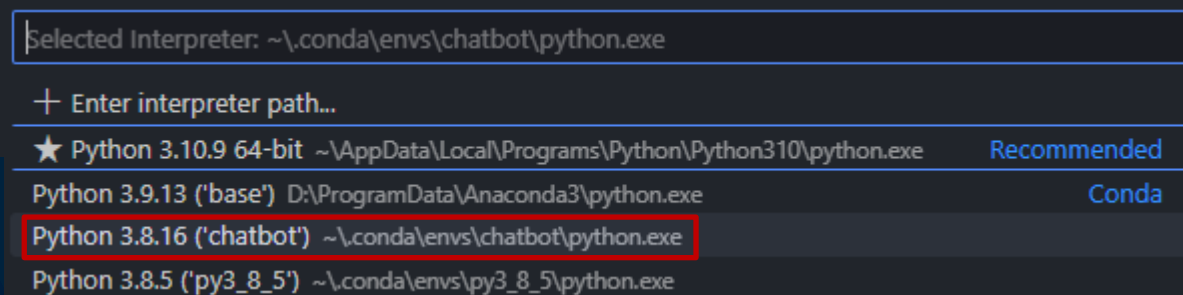 Selected Interpreter: ~\.conda\envs\chatbot\python.exe
+ Enter interpreter path...
★ Python 3.10.9 64-bit ~\AppData\Local\Programs\Python\Python310\python.exe Recommended
Python 3.9.13 ('base') D:\ProgramData\Anaconda3\python.exe Conda
Python 3.8.16 ('chatbot') ~\.conda\envs\chatbot\python.exe
Python 3.8.5 ('py3_8_5') ~\.conda\envs\py3_8_5\python.exe